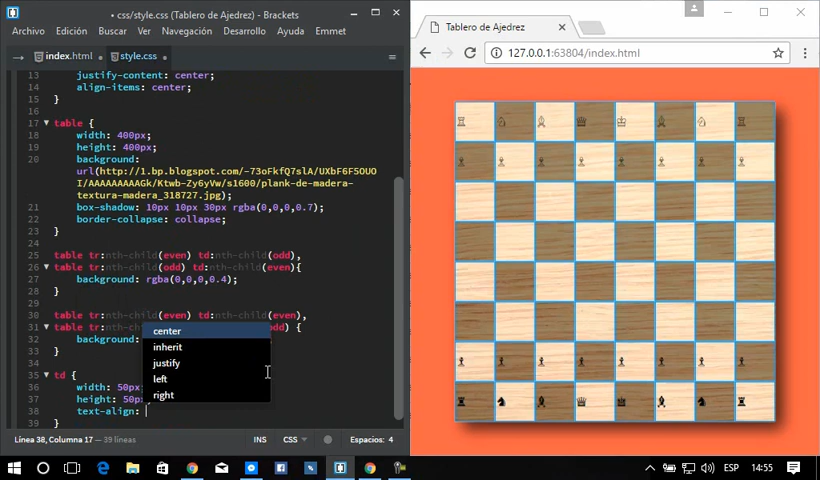 • css/style.css (Tablero de Ajedrez) - Brackets
Archivo Edición Buscar Ver Navegación Desarrollo Ayuda Emmet
index.html style.css
13 justify-content: center;
14 align-items: center;
15 }
16
17 table {
18 width: 400px;
19 height: 400px;
20 background:
url(http://1.bp.blogspot.com/-73oFkfQ7slA/UXbF6F5OUO
I/AAAAAAAAAGk/Ktwb-Zy6yVw/s1600/plank-de-madera-
textura-madera_318727.jpg);
21 box-shadow: 10px 10px 30px rgba(0,0,0,0.7);
22 border-collapse: collapse;
23 }
24
25 table tr:nth-child(even) td:nth-child(odd),
26 table tr:nth-child(odd) td:nth-child(even){
27 background: rgba(0,0,0,0.4);
28 }
29
30 table tr:nth-child(even) td:nth-child(even),
31 table tr:nth-ch odd) {
32 background:
33 }
34
35 td {
36 width: 50px;
37 height: 50px;
38 text-align:
39 }
center
inherit
justify
left
right
Línea 38, Columna 17 — 39 líneas INS CSS Espacios: 4
Tablero de Ajedrez
127.0.0.1:63804/index.html
♖ ♘ ♗ ♕ ♔ ♗ ♘ ♖
♗ ♗ ♗ ♗ ♗ ♗ ♗ ♗
♝ ♝ ♝ ♝ ♝ ♝ ♝ ♝
♜ ♞ ♝ ♛ ♚ ♝ ♞ ♜
ESP 14:55